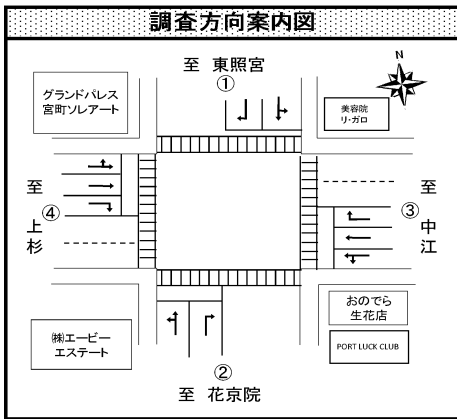 調査方向案内図
至 東照宮
①
N
グランドパレス
宮町ソレアート
美容院
リ・ガロ
至
④
上杉
至
③
中江
おのでら
生花店
PORT LUCK CLUB
㈱エービー
エステート
②
至 花京院